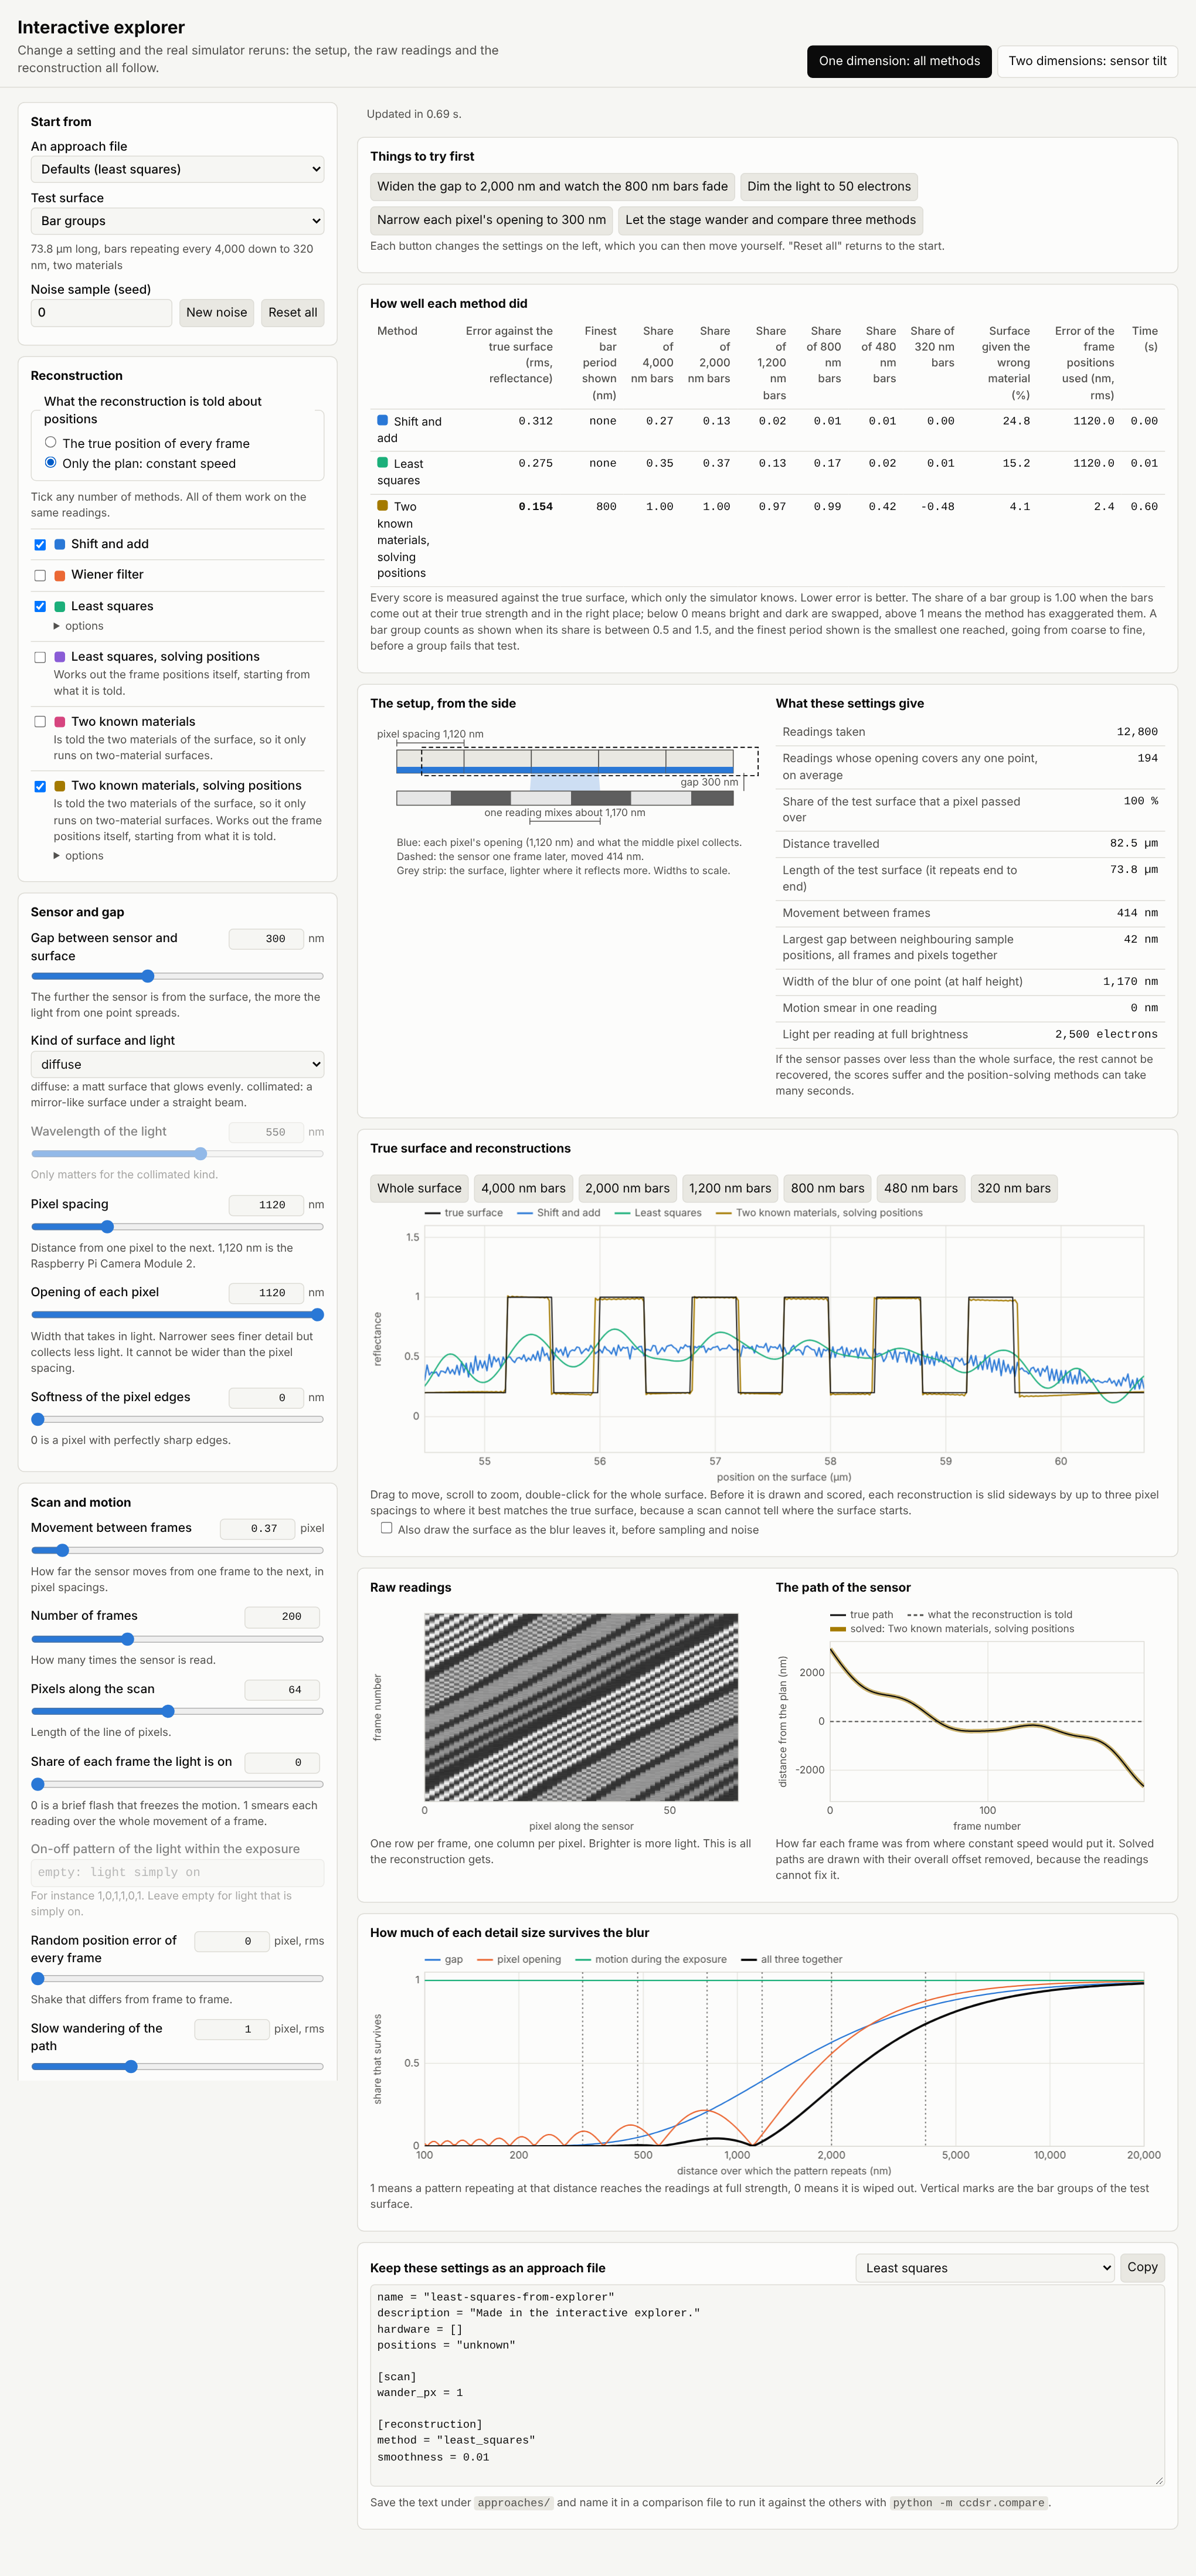 Interactive explorer
Change a setting and the real simulator reruns: the setup, the raw readings and the
reconstruction all follow.
One dimension: all methods
Two dimensions: sensor tilt
Start from
An approach file
Defaults (least squares)
Test surface
Bar groups
73.8 µm long, bars repeating every 4,000 down to 320
nm, two materials
Noise sample (seed)
0
New noise
Reset all
Reconstruction
What the reconstruction is told about
positions
The true position of every frame
Only the plan: constant speed
Tick any number of methods. All of them work on the
same readings.
Shift and add
Wiener filter
Least squares
options
Least squares, solving positions
Works out the frame positions itself, starting from
what it is told.
Two known materials
Is told the two materials of the surface, so it only
runs on two-material surfaces.
Two known materials, solving positions
Is told the two materials of the surface, so it only
runs on two-material surfaces. Works out the frame
positions itself, starting from what it is told.
options
Sensor and gap
Gap between sensor and
surface
300 nm
The further the sensor is from the surface, the more the
light from one point spreads.
Kind of surface and light
diffuse
diffuse: a matt surface that glows evenly. collimated: a
mirror-like surface under a straight beam.
Wavelength of the light 550 nm
Only matters for the collimated kind.
Pixel spacing 1120 nm
Distance from one pixel to the next. 1,120 nm is the
Raspberry Pi Camera Module 2.
Opening of each pixel 1120 nm
Width that takes in light. Narrower sees finer detail but
collects less light. It cannot be wider than the pixel
spacing.
Softness of the pixel edges 0 nm
0 is a pixel with perfectly sharp edges.
Scan and motion
Movement between frames 0.37 pixel
How far the sensor moves from one frame to the next, in
pixel spacings.
Number of frames 200
How many times the sensor is read.
Pixels along the scan 64
Length of the line of pixels.
Share of each frame the light is on 0
0 is a brief flash that freezes the motion. 1 smears each
reading over the whole movement of a frame.
On-off pattern of the light within the exposure
empty: light simply on
For instance 1,0,1,1,0,1. Leave empty for light that is
simply on.
Random position error of
every frame
0 pixel, rms
Shake that differs from frame to frame.
Slow wandering of the
path
1 pixel, rms
Updated in 0.69 s.
Things to try first
Widen the gap to 2,000 nm and watch the 800 nm bars fade
Dim the light to 50 electrons
Narrow each pixel's opening to 300 nm
Let the stage wander and compare three methods
Each button changes the settings on the left, which you can then move yourself. "Reset all" returns to the start.
How well each method did
Method Error against the Finest Share Share Share Share Share Share of Surface Error of the Time
true surface bar of of of of 800 of 480 320 nm given the frame (s)
(rms, period 4,000 2,000 1,200 nm nm bars wrong positions
reflectance) shown nm bars nm bars nm bars bars material used (nm,
(nm) bars (%) rms)
Shift and 0.312 none 0.27 0.13 0.02 0.01 0.01 0.00 24.8 1120.0 0.00
add
Least 0.275 none 0.35 0.37 0.13 0.17 0.02 0.01 15.2 1120.0 0.01
squares
Two 0.154 800 1.00 1.00 0.97 0.99 0.42 -0.48 4.1 2.4 0.60
known
materials,
solving
positions
Every score is measured against the true surface, which only the simulator knows. Lower error is better. The share of a bar group is 1.00 when the bars
come out at their true strength and in the right place; below 0 means bright and dark are swapped, above 1 means the method has exaggerated them. A
bar group counts as shown when its share is between 0.5 and 1.5, and the finest period shown is the smallest one reached, going from coarse to fine,
before a group fails that test.
The setup, from the side
pixel spacing 1,120 nm
gap 300 nm
one reading mixes about 1,170 nm
Blue: each pixel's opening (1,120 nm) and what the middle pixel collects.
Dashed: the sensor one frame later, moved 414 nm.
Grey strip: the surface, lighter where it reflects more. Widths to scale.
What these settings give
Readings taken 12,800
Readings whose opening covers any one point, 194
on average
Share of the test surface that a pixel passed 100 %
over
Distance travelled 82.5 µm
Length of the test surface (it repeats end to 73.8 µm
end)
Movement between frames 414 nm
Largest gap between neighbouring sample 42 nm
positions, all frames and pixels together
Width of the blur of one point (at half height) 1,170 nm
Motion smear in one reading 0 nm
Light per reading at full brightness 2,500 electrons
If the sensor passes over less than the whole surface, the rest cannot be
recovered, the scores suffer and the position-solving methods can take
many seconds.
True surface and reconstructions
Whole surface
4,000 nm bars
2,000 nm bars
1,200 nm bars
800 nm bars
480 nm bars
320 nm bars
true surface Shift and add Least squares Two known materials, solving positions
1.5
1
0.5
0
reflectance
55 56 57 58 59 60
position on the surface (µm)
Drag to move, scroll to zoom, double-click for the whole surface. Before it is drawn and scored, each reconstruction is slid sideways by up to three pixel
spacings to where it best matches the true surface, because a scan cannot tell where the surface starts.
Also draw the surface as the blur leaves it, before sampling and noise
Raw readings
frame number
0 50
pixel along the sensor
One row per frame, one column per pixel. Brighter is more light. This is all
the reconstruction gets.
The path of the sensor
true path what the reconstruction is told
solved: Two known materials, solving positions
distance from the plan (nm)
2000
0
-2000
0 100
frame number
How far each frame was from where constant speed would put it. Solved
paths are drawn with their overall offset removed, because the readings
cannot fix it.
How much of each detail size survives the blur
gap pixel opening motion during the exposure all three together
1
0.5
0
share that survives
100 200 500 1,000 2,000 5,000 10,000 20,000
distance over which the pattern repeats (nm)
1 means a pattern repeating at that distance reaches the readings at full strength, 0 means it is wiped out. Vertical marks are the bar groups of the test
surface.
Keep these settings as an approach file
Least squares
Copy
name = "least-squares-from-explorer"
description = "Made in the interactive explorer."
hardware = []
positions = "unknown"
[scan]
wander_px = 1
[reconstruction]
method = "least_squares"
smoothness = 0.01
Save the text under approaches/ and name it in a comparison file to run it against the others with python -m ccdsr.compare.